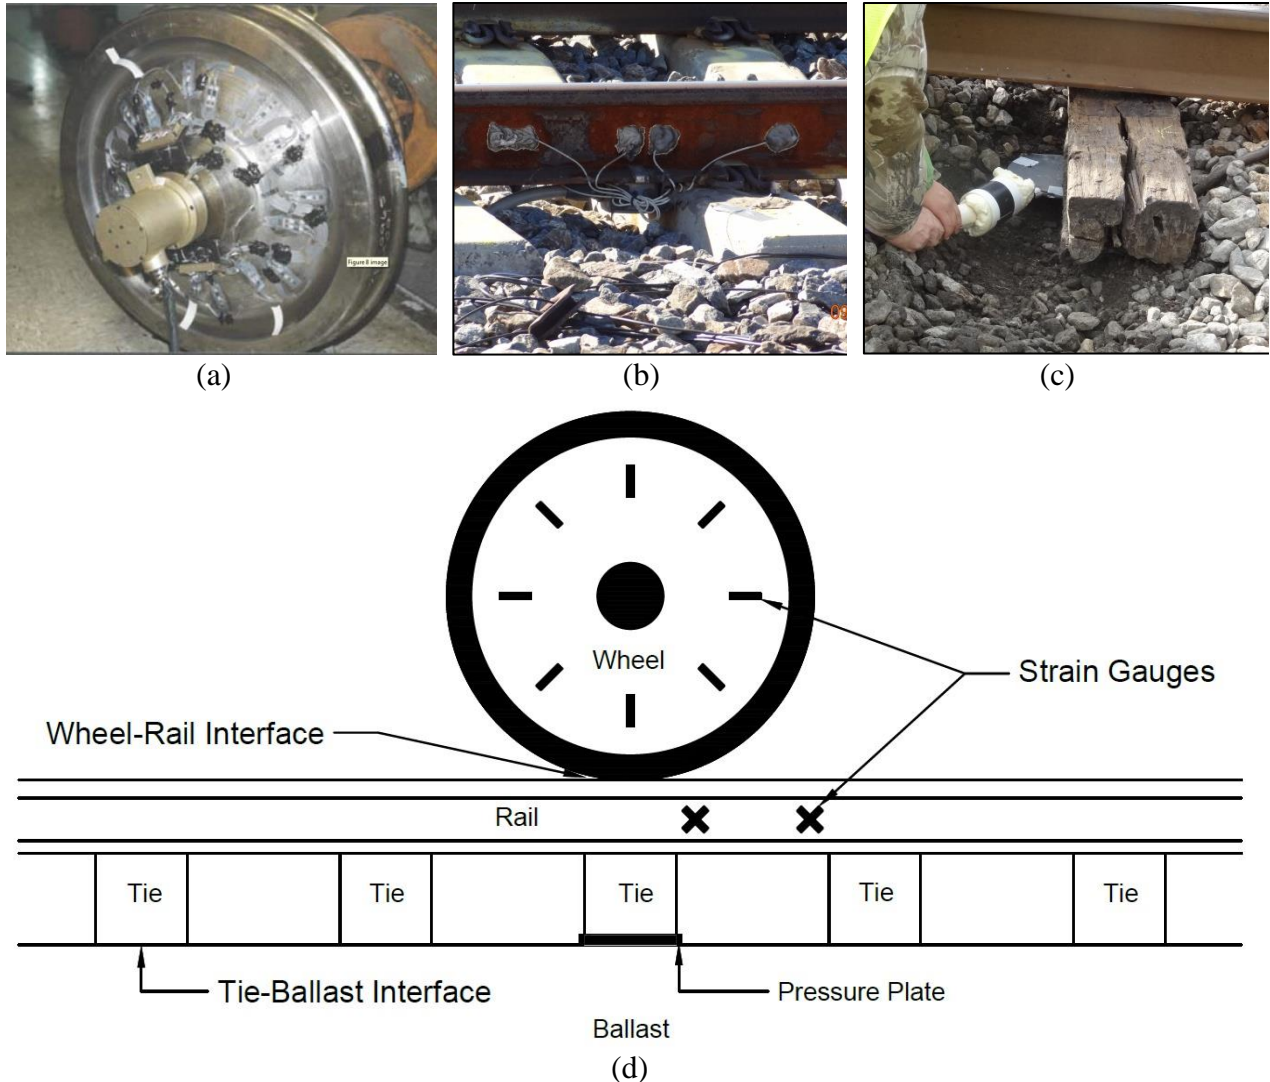 Figure 8 image
09
(a)
(b)
(c)
Wheel
Strain Gauges
Wheel-Rail Interface
Rail
Tie
Tie
Tie
Tie
Tie
Tie-Ballast Interface
Pressure Plate
Ballast
(d)